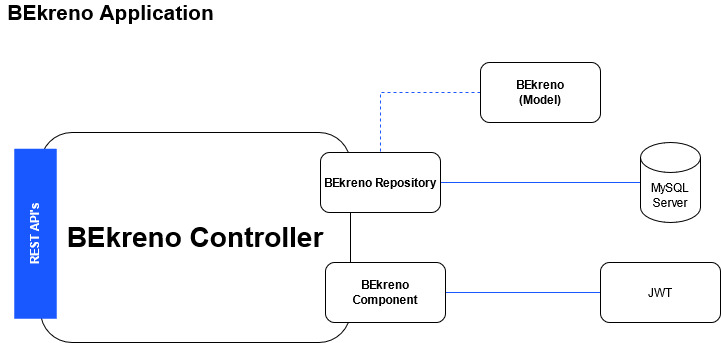 BEkreno Application
BEkreno
(Model)
BEkreno Repository
MySQL
Server
REST API's
BEkreno Controller
BEkreno
Component
JWT